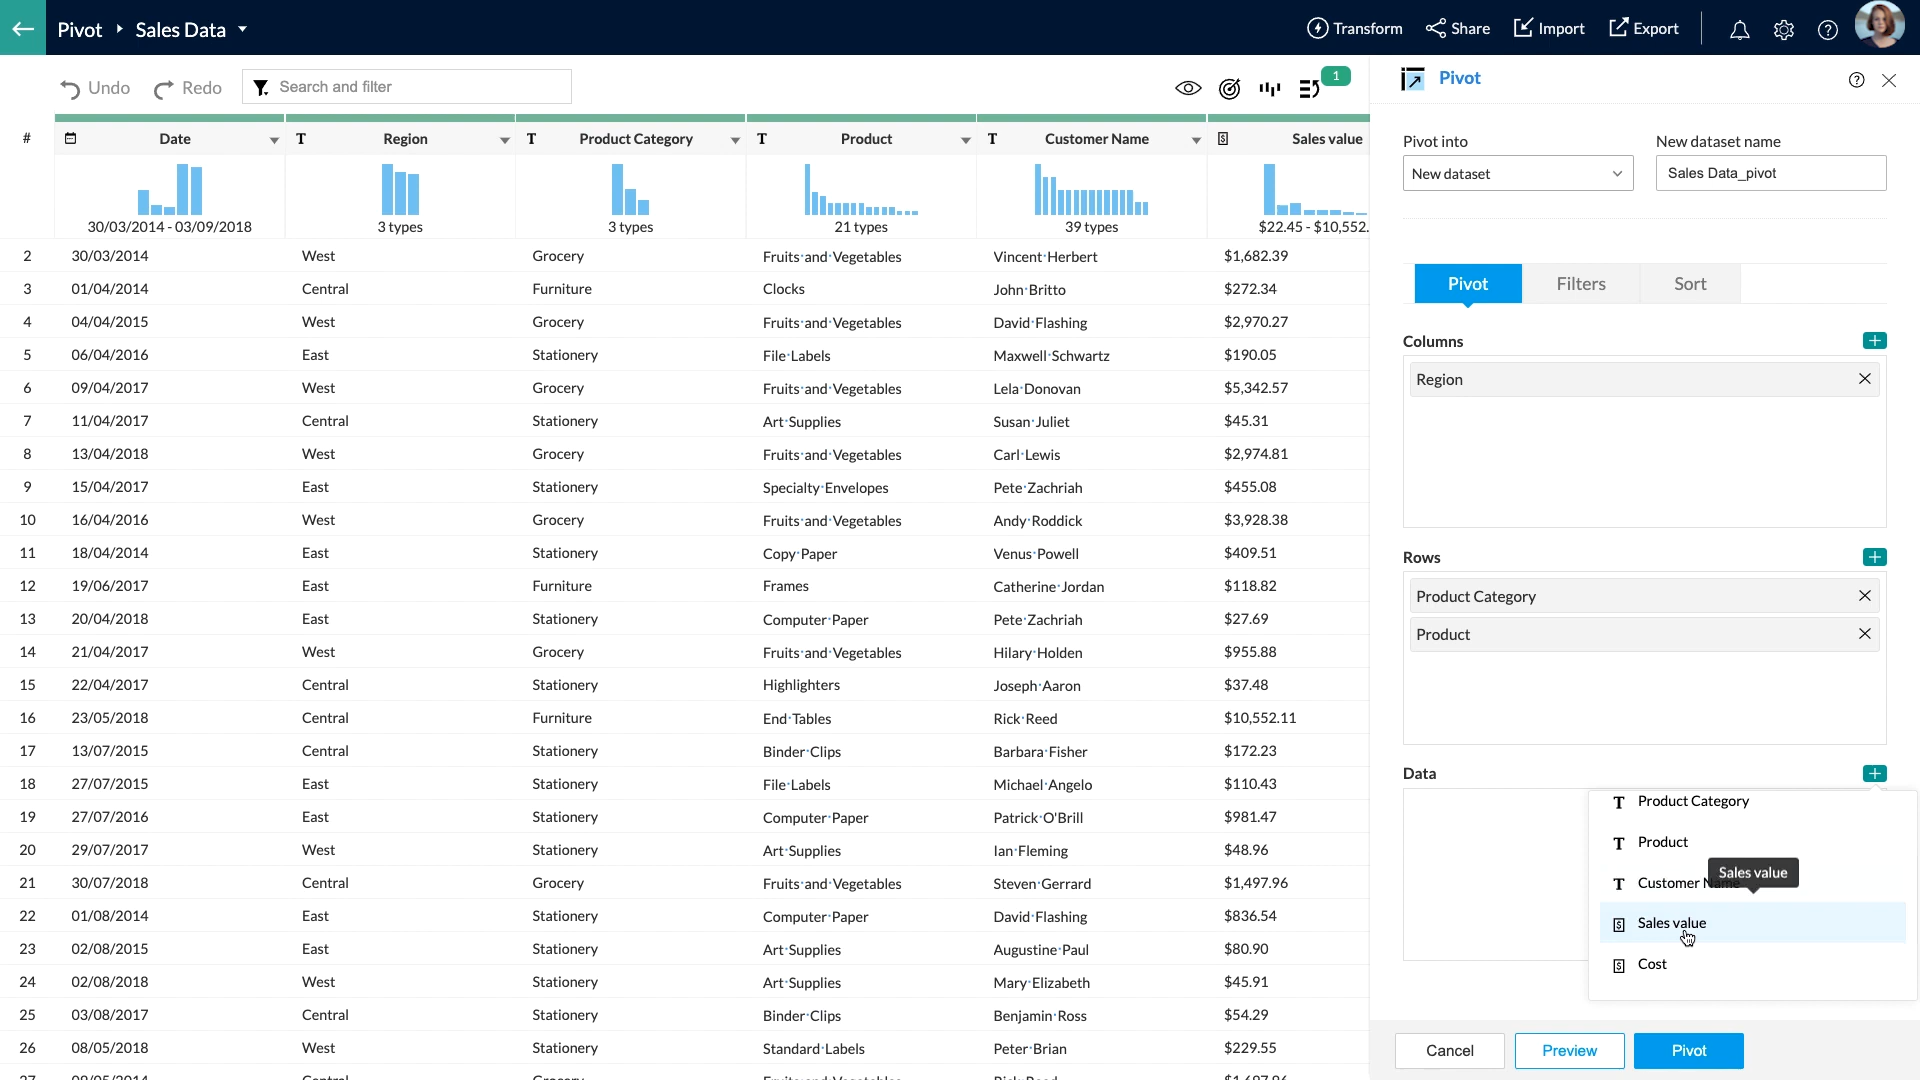 Pivot Sales Data
Transform Share Import Export
Undo Redo Search and filter 1
# Date T Region T Product Category T Product T Customer Name Sales value
30/03/2014 - 03/09/2018 3 types 3 types 21 types 39 types $22.45 - $10,552.
2 30/03/2014 West Grocery Fruits·and·Vegetables Vincent·Herbert $1,682.39
3 01/04/2014 Central Furniture Clocks John·Britto $272.34
4 04/04/2015 West Grocery Fruits·and·Vegetables David·Flashing $2,970.27
5 06/04/2016 East Stationery File·Labels Maxwell·Schwartz $190.05
6 09/04/2017 West Grocery Fruits·and·Vegetables Lela·Donovan $5,342.57
7 11/04/2017 Central Stationery Art·Supplies Susan·Juliet $45.31
8 13/04/2018 West Grocery Fruits·and·Vegetables Carl·Lewis $2,974.81
9 15/04/2017 East Stationery Specialty·Envelopes Pete·Zachriah $455.08
10 16/04/2016 West Grocery Fruits·and·Vegetables Andy·Roddick $3,928.38
11 18/04/2014 East Stationery Copy·Paper Venus·Powell $409.51
12 19/06/2017 East Furniture Frames Catherine·Jordan $118.82
13 20/04/2018 East Stationery Computer·Paper Pete·Zachriah $27.69
14 21/04/2017 West Grocery Fruits·and·Vegetables Hilary·Holden $955.88
15 22/04/2017 Central Stationery Highlighters Joseph·Aaron $37.48
16 23/05/2018 Central Furniture End·Tables Rick·Reed $10,552.11
17 13/07/2015 Central Stationery Binder·Clips Barbara·Fisher $172.23
18 27/07/2015 East Stationery File·Labels Michael·Angelo $110.43
19 27/07/2016 East Stationery Computer·Paper Patrick·O'Brill $981.47
20 29/07/2017 West Stationery Art·Supplies Ian·Fleming $48.96
21 30/07/2018 Central Grocery Fruits·and·Vegetables Steven·Gerrard $1,497.96
22 01/08/2014 East Stationery Computer·Paper David·Flashing $836.54
23 02/08/2015 East Stationery Art·Supplies Augustine·Paul $80.90
24 02/08/2018 West Stationery Art·Supplies Mary·Elizabeth $45.91
25 03/08/2017 Central Stationery Binder·Clips Benjamin·Ross $54.29
26 08/05/2018 West Stationery Standard·Labels Peter·Brian $229.55
Pivot
Pivot into New dataset name
New dataset Sales Data_pivot
Pivot Filters Sort
Columns
Region
Rows
Product Category
Product
Data
T Product Category
T Product
Sales value
T Customer Name
Sales value
Cost
Cancel Preview Pivot